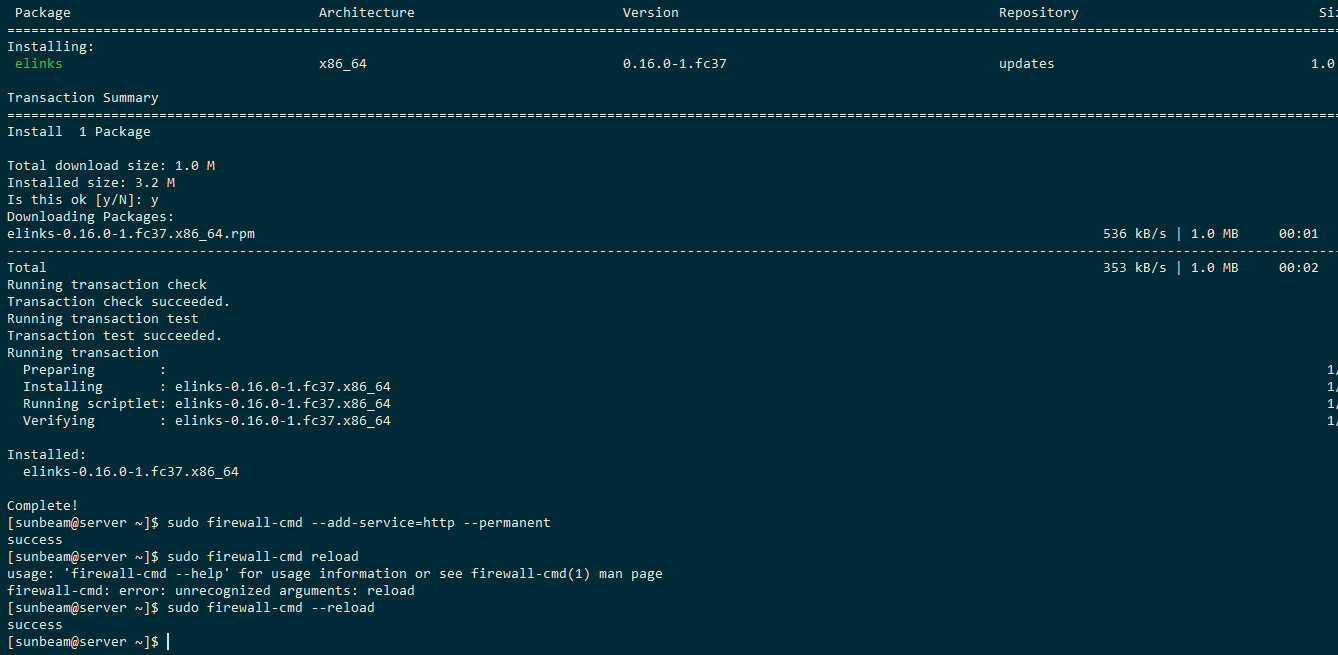 Package Architecture Version Repository Siz
================================================================================
Installing:
elinks x86_64 0.16.0-1.fc37 updates 1.0
Transaction Summary
================================================================================
Install  1 Package
Total download size: 1.0 M
Installed size: 3.2 M
Is this ok [y/N]: y
Downloading Packages:
elinks-0.16.0-1.fc37.x86_64.rpm 536 kB/s | 1.0 MB 00:01
--------------------------------------------------------------------------------
Total 353 kB/s | 1.0 MB 00:02
Running transaction check
Transaction check succeeded.
Running transaction test
Transaction test succeeded.
Running transaction
Preparing : 1/
Installing : elinks-0.16.0-1.fc37.x86_64 1/
Running scriptlet: elinks-0.16.0-1.fc37.x86_64 1/
Verifying : elinks-0.16.0-1.fc37.x86_64 1/
Installed:
elinks-0.16.0-1.fc37.x86_64
Complete!
[sunbeam@server ~]$ sudo firewall-cmd --add-service=http --permanent
success
[sunbeam@server ~]$ sudo firewall-cmd reload
usage: 'firewall-cmd --help' for usage information or see firewall-cmd(1) man page
firewall-cmd: error: unrecognized arguments: reload
[sunbeam@server ~]$ sudo firewall-cmd --reload
success
[sunbeam@server ~]$